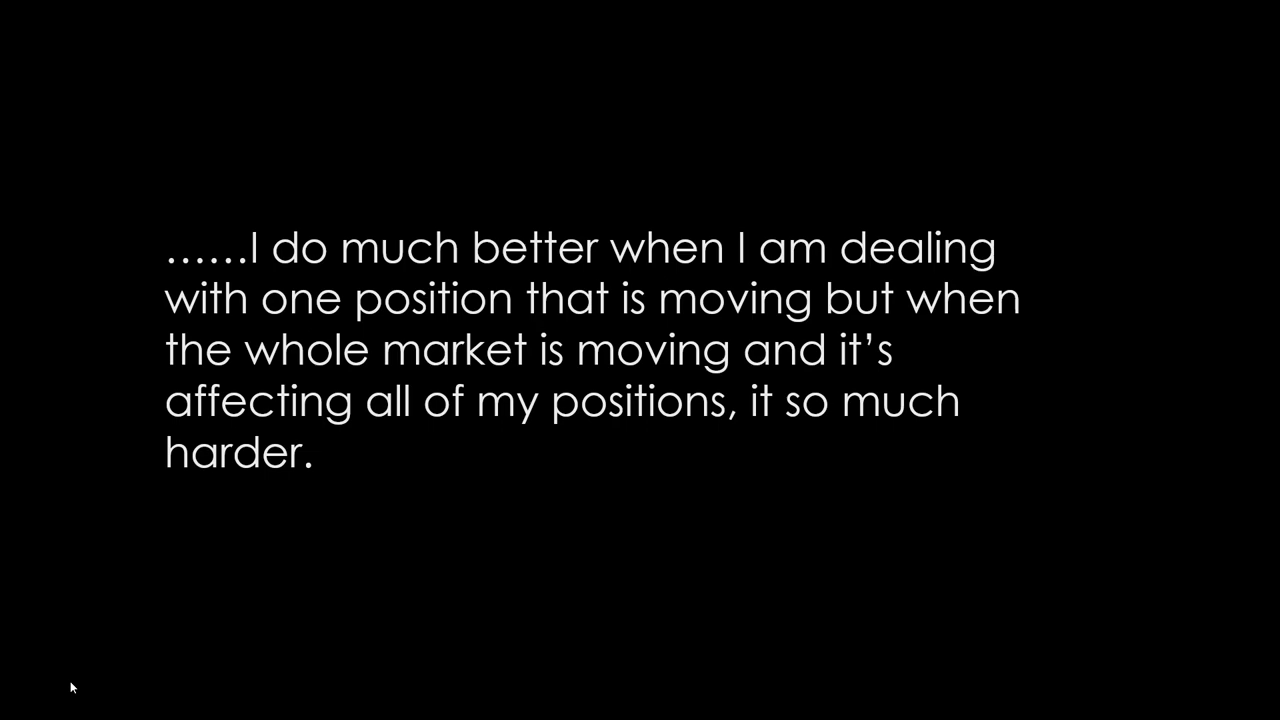 ......I do much better when I am dealing
with one position that is moving but when
the whole market is moving and it’s
affecting all of my positions, it so much
harder.